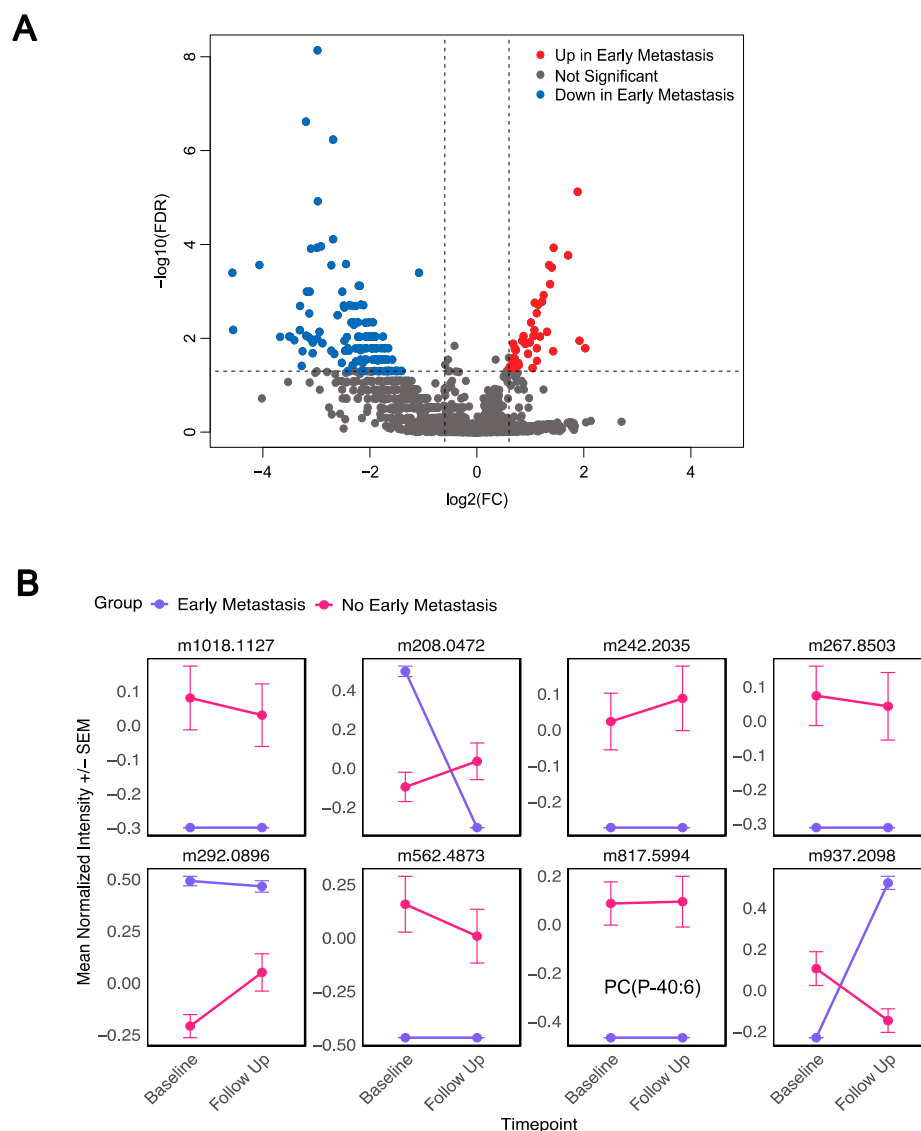 A
Up in Early Metastasis
Not Significant
Down in Early Metastasis
−log10(FDR)
8
6
4
2
0
−4 −2 0 2 4
log2(FC)
B
Group Early Metastasis No Early Metastasis
m1018.1127 m208.0472 m242.2035 m267.8503
0.1 0.0 −0.1 −0.2 −0.3
0.4 0.2 0.0 −0.2
0.1 0.0 −0.1 −0.2
0.1 0.0 −0.1 −0.2 −0.3
m292.0896 m562.4873 m817.5994 m937.2098
0.50 0.25 0.00 −0.25
0.25 0.00 −0.25 −0.50
0.2 0.0 −0.2 −0.4
PC(P-40:6)
0.4 0.2 0.0 −0.2
Mean Normalized Intensity +/− SEM
Baseline Follow Up Baseline Follow Up Baseline Follow Up Baseline Follow Up
Timepoint